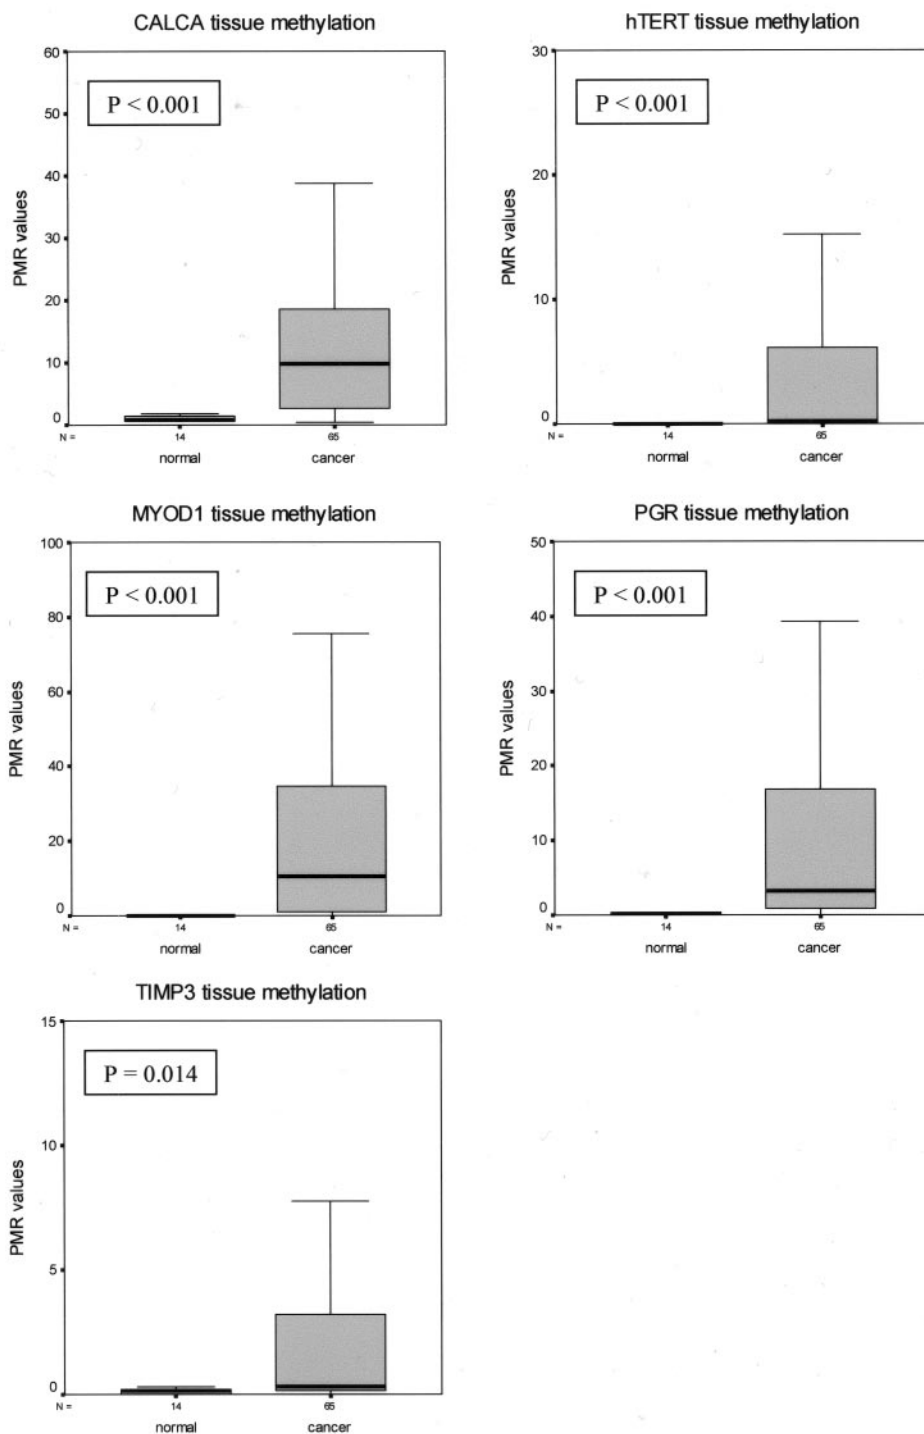 CALCA tissue methylation
60
50
40
30
20
10
0
PMR values
P < 0.001
N =
14
65
normal
cancer
hTERT tissue methylation
30
20
10
0
PMR values
P < 0.001
N =
14
65
normal
cancer
MYOD1 tissue methylation
100
80
60
40
20
0
PMR values
P < 0.001
N =
14
65
normal
cancer
PGR tissue methylation
50
40
30
20
10
0
PMR values
P < 0.001
N =
14
65
normal
cancer
TIMP3 tissue methylation
15
10
5
0
PMR values
P = 0.014
N =
14
65
normal
cancer